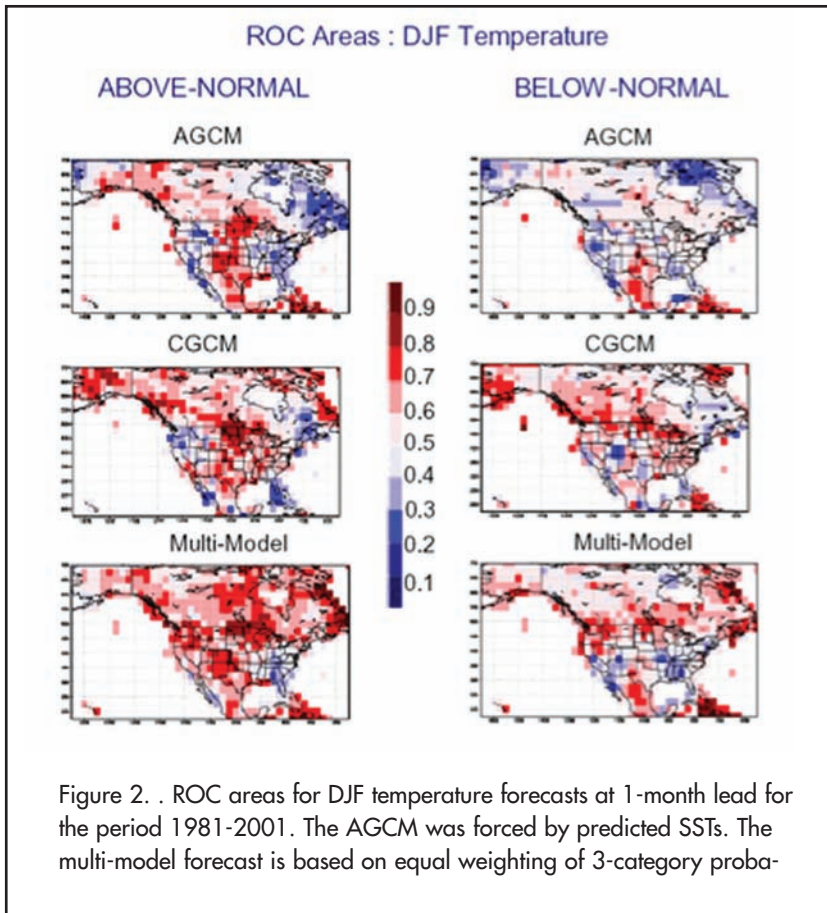 ROC Areas : DJF Temperature
ABOVE-NORMAL
BELOW-NORMAL
AGCM
AGCM
CGCM
CGCM
0.9
0.8
0.7
0.6
0.5
0.4
0.3
0.2
0.1
Multi-Model
Multi-Model
Figure 2. . ROC areas for DJF temperature forecasts at 1-month lead for
the period 1981-2001. The AGCM was forced by predicted SSTs. The
multi-model forecast is based on equal weighting of 3-category proba-